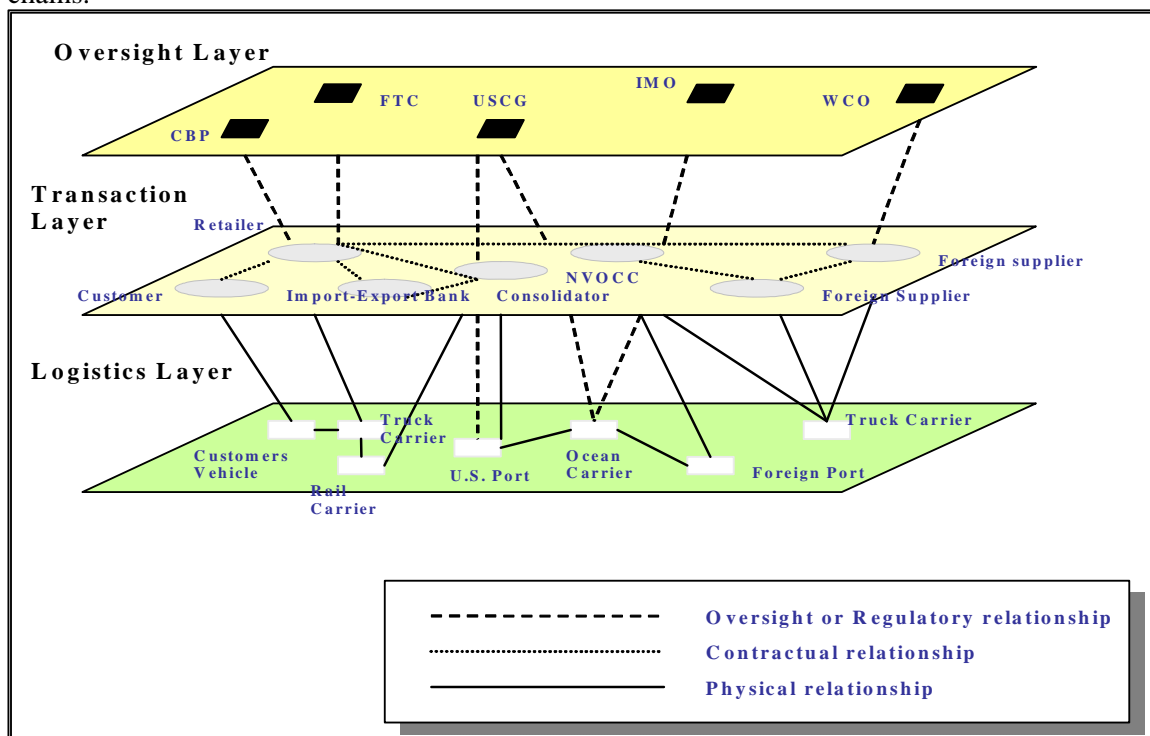 chains.
Oversight Layer
IMO
FTC
USCG
WCO
CBP
Transaction
Layer
Retailer
Foreign supplier
NVOCC
Customer
Import-Export Bank
Consolidator
Foreign Supplier
Logistics Layer
Truck
Carrier
Truck Carrier
Customers
Vehicle
U.S. Port
Ocean
Carrier
Foreign Port
Rail
Carrier
Oversight or Regulatory relationship
Contractual relationship
Physical relationship